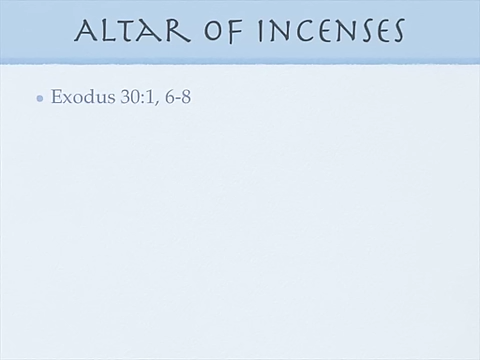 ALTAR OF INCENSES
• Exodus 30:1, 6-8